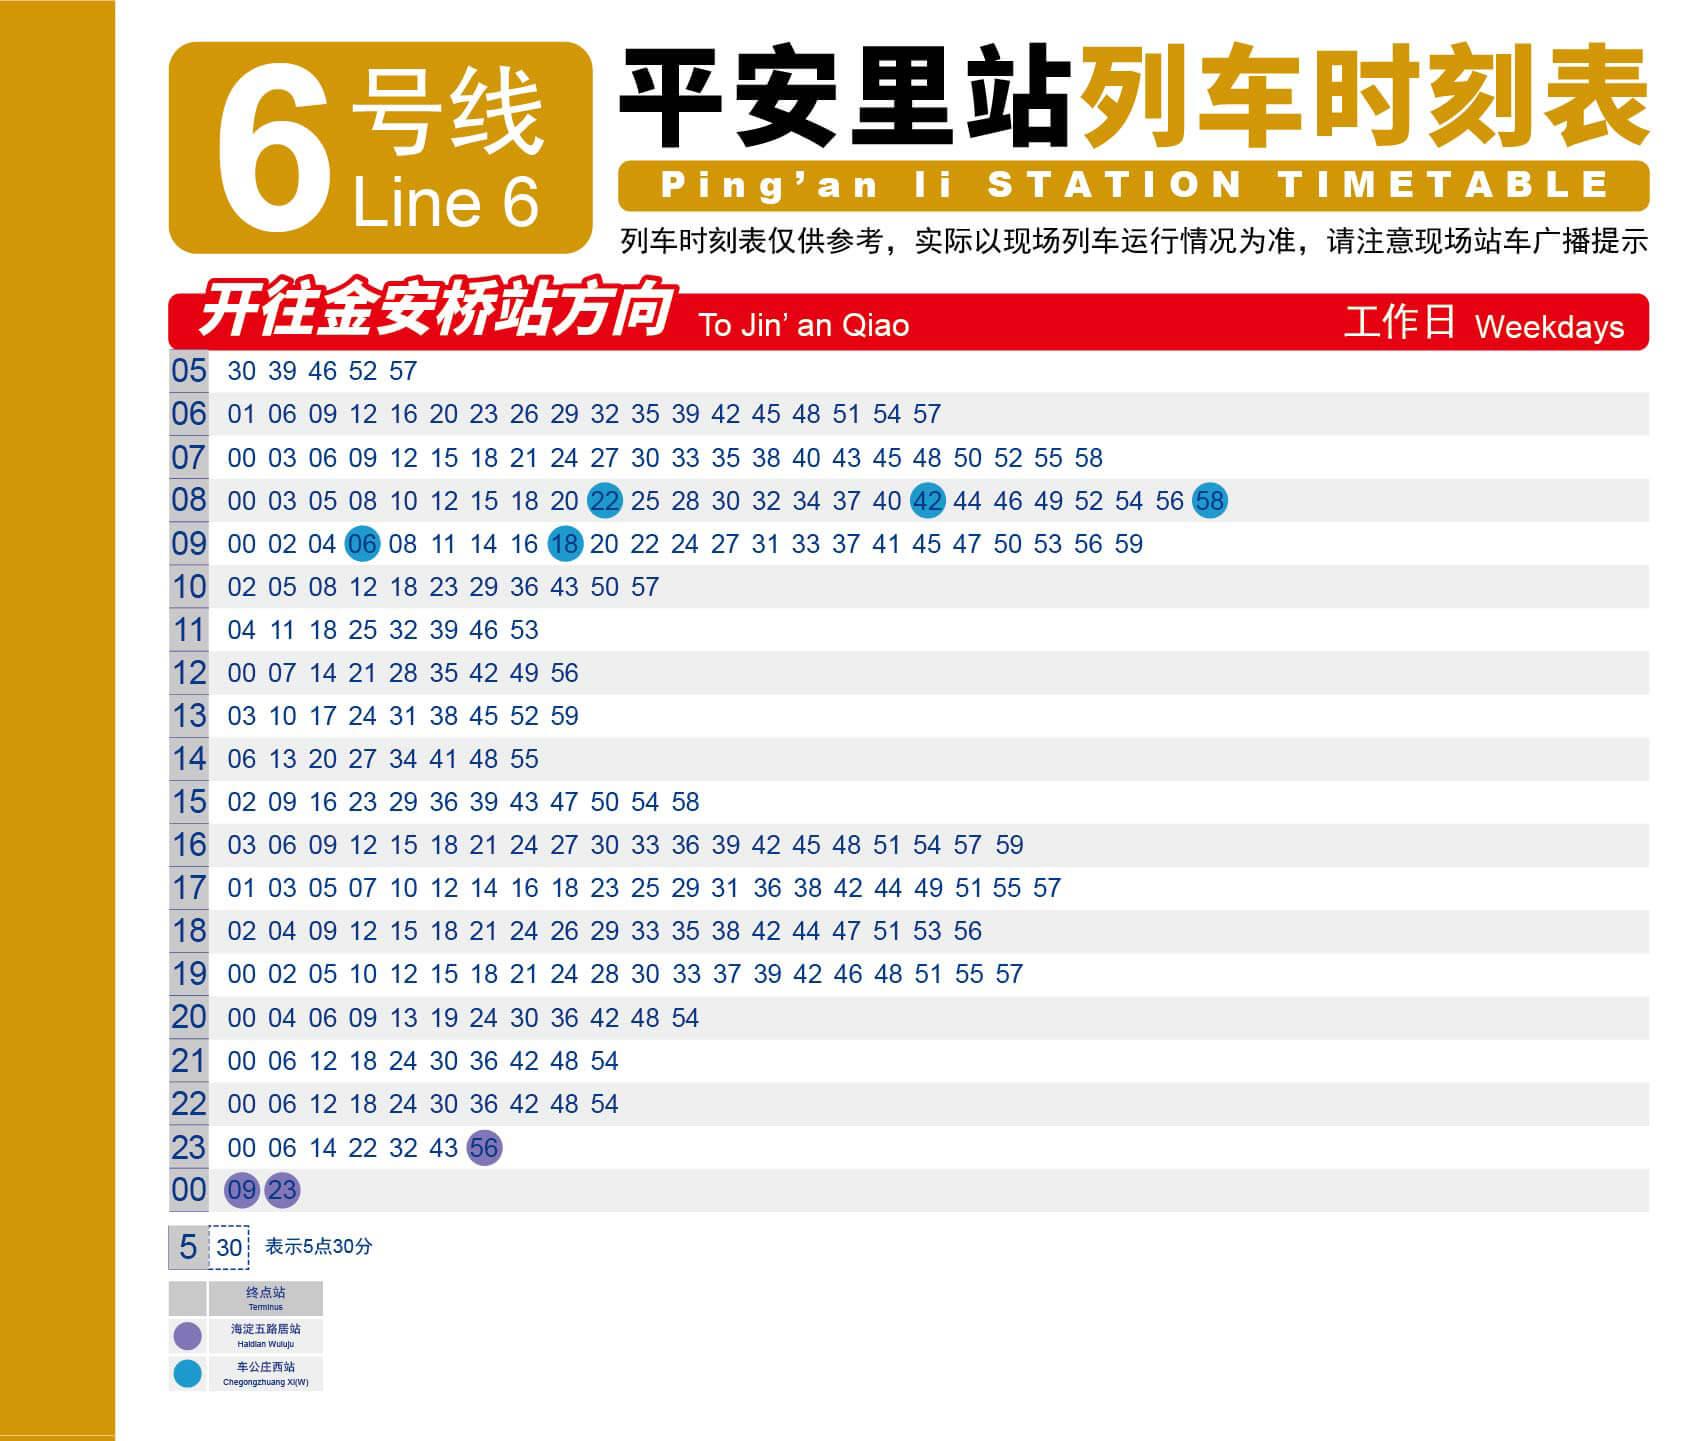 6 号线
Line 6
平安里站列车时刻表
Ping’an li STATION TIMETABLE
列车时刻表仅供参考，实际以现场列车运行情况为准，请注意现场站车广播提示
开往金安桥站方向 To Jin’ an Qiao 工作日 Weekdays
05 30 39 46 52 57
06 01 06 09 12 16 20 23 26 29 32 35 39 42 45 48 51 54 57
07 00 03 06 09 12 15 18 21 24 27 30 33 35 38 40 43 45 48 50 52 55 58
08 00 03 05 08 10 12 15 18 20 22 25 28 30 32 34 37 40 42 44 46 49 52 54 56 58
09 00 02 04 06 08 11 14 16 18 20 22 24 27 31 33 37 41 45 47 50 53 56 59
10 02 05 08 12 18 23 29 36 43 50 57
11 04 11 18 25 32 39 46 53
12 00 07 14 21 28 35 42 49 56
13 03 10 17 24 31 38 45 52 59
14 06 13 20 27 34 41 48 55
15 02 09 16 23 29 36 39 43 47 50 54 58
16 03 06 09 12 15 18 21 24 27 30 33 36 39 42 45 48 51 54 57 59
17 01 03 05 07 10 12 14 16 18 23 25 29 31 36 38 42 44 49 51 55 57
18 02 04 09 12 15 18 21 24 26 29 33 35 38 42 44 47 51 53 56
19 00 02 05 10 12 15 18 21 24 28 30 33 37 39 42 46 48 51 55 57
20 00 04 06 09 13 19 24 30 36 42 48 54
21 00 06 12 18 24 30 36 42 48 54
22 00 06 12 18 24 30 36 42 48 54
23 00 06 14 22 32 43 56
00 09 23
5 30 表示5点30分
终点站
Terminus
海淀五路居站
Haidian Wuluju
车公庄西站
Chegongzhuang Xi(W)